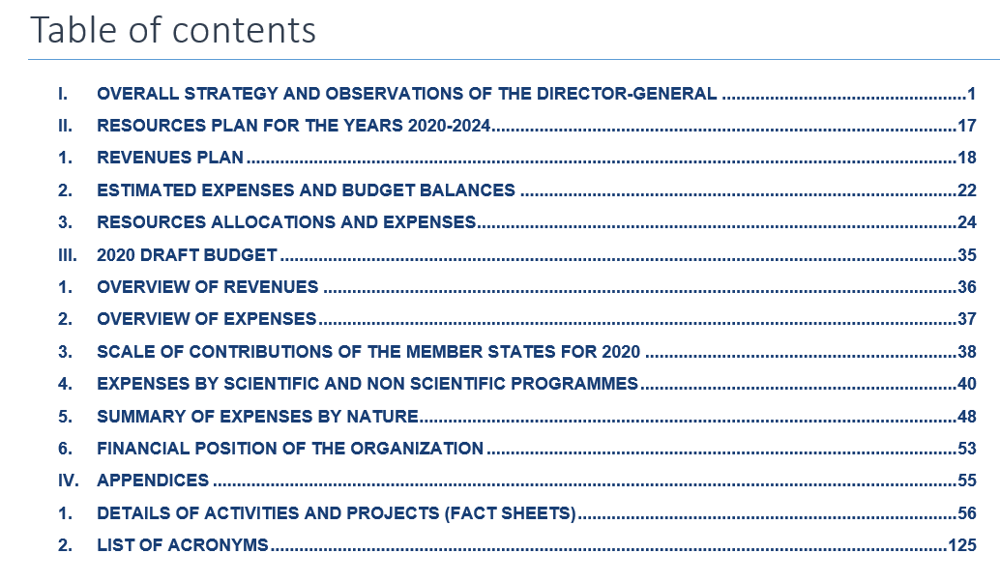 Table of contents
I. OVERALL STRATEGY AND OBSERVATIONS OF THE DIRECTOR-GENERAL ..................................................1
II. RESOURCES PLAN FOR THE YEARS 2020-2024................................................................................................17
1. REVENUES PLAN ...................................................................................................................................................18
2. ESTIMATED EXPENSES AND BUDGET BALANCES ..........................................................................................22
3. RESOURCES ALLOCATIONS AND EXPENSES...................................................................................................24
III. 2020 DRAFT BUDGET ............................................................................................................................................35
1. OVERVIEW OF REVENUES ...................................................................................................................................36
2. OVERVIEW OF EXPENSES....................................................................................................................................37
3. SCALE OF CONTRIBUTIONS OF THE MEMBER STATES FOR 2020 ................................................................38
4. EXPENSES BY SCIENTIFIC AND NON SCIENTIFIC PROGRAMMES.................................................................40
5. SUMMARY OF EXPENSES BY NATURE...............................................................................................................48
6. FINANCIAL POSITION OF THE ORGANIZATION .................................................................................................53
IV. APPENDICES ..........................................................................................................................................................55
1. DETAILS OF ACTIVITIES AND PROJECTS (FACT SHEETS)..............................................................................56
2. LIST OF ACRONYMS............................................................................................................................................125